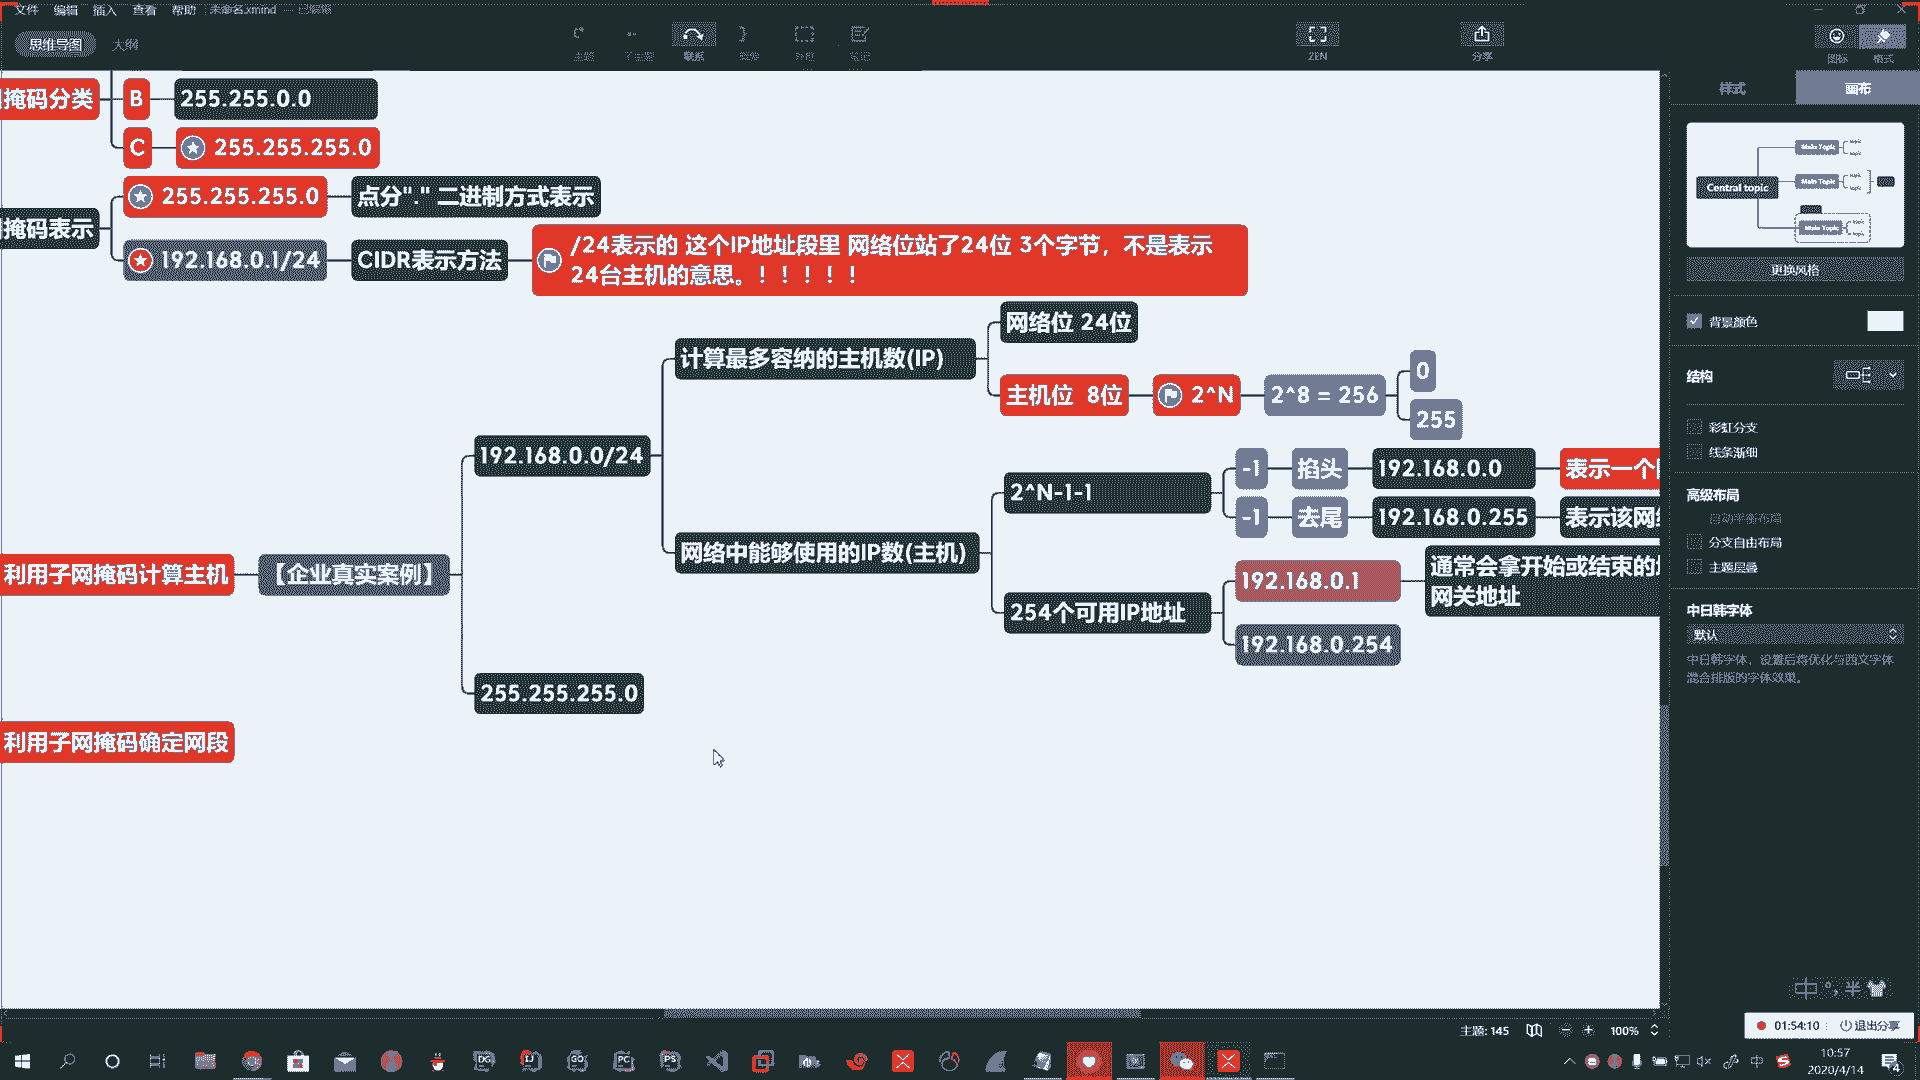 文件 编辑 插入 查看 帮助 未命名.xmind — 已编辑
思维导图 大纲
联系
ZEN
分享
图标
格式
掩码分类
B
255.255.0.0
C
255.255.255.0
掩码表示
255.255.255.0
点分"." 二进制方式表示
192.168.0.1/24
CIDR表示方法
/24表示的 这个IP地址段里 网络位站了24位 3个字节，不是表示
24台主机的意思。！！！！！
利用子网掩码计算主机
【企业真实案例】
192.168.0.0/24
计算最多容纳的主机数(IP)
网络位 24位
主机位 8位
2^N
2^8 = 256
0
255
网络中能够使用的IP数(主机)
2^N-1-1
-1
掐头
192.168.0.0
表示一个
-1
去尾
192.168.0.255
表示该网
254个可用IP地址
192.168.0.1
通常会拿开始或结束的
网关地址
192.168.0.254
255.255.255.0
利用子网掩码确定网段
样式
画布
Central topic
Main Topic
Main Topic
Main Topic
更换风格
背景颜色
结构
彩虹分支
线条渐细
高级布局
自动平衡布局
分支自由布局
主题层叠
中日韩字体
默认
中日韩字体，设置后将优化与西文字体
混合排版的字体效果。
中 °, 半
主题: 145
100%
01:54:10
退出分享
DG
IJ
GO
PC
PS
中
10:57
2020/4/14
4